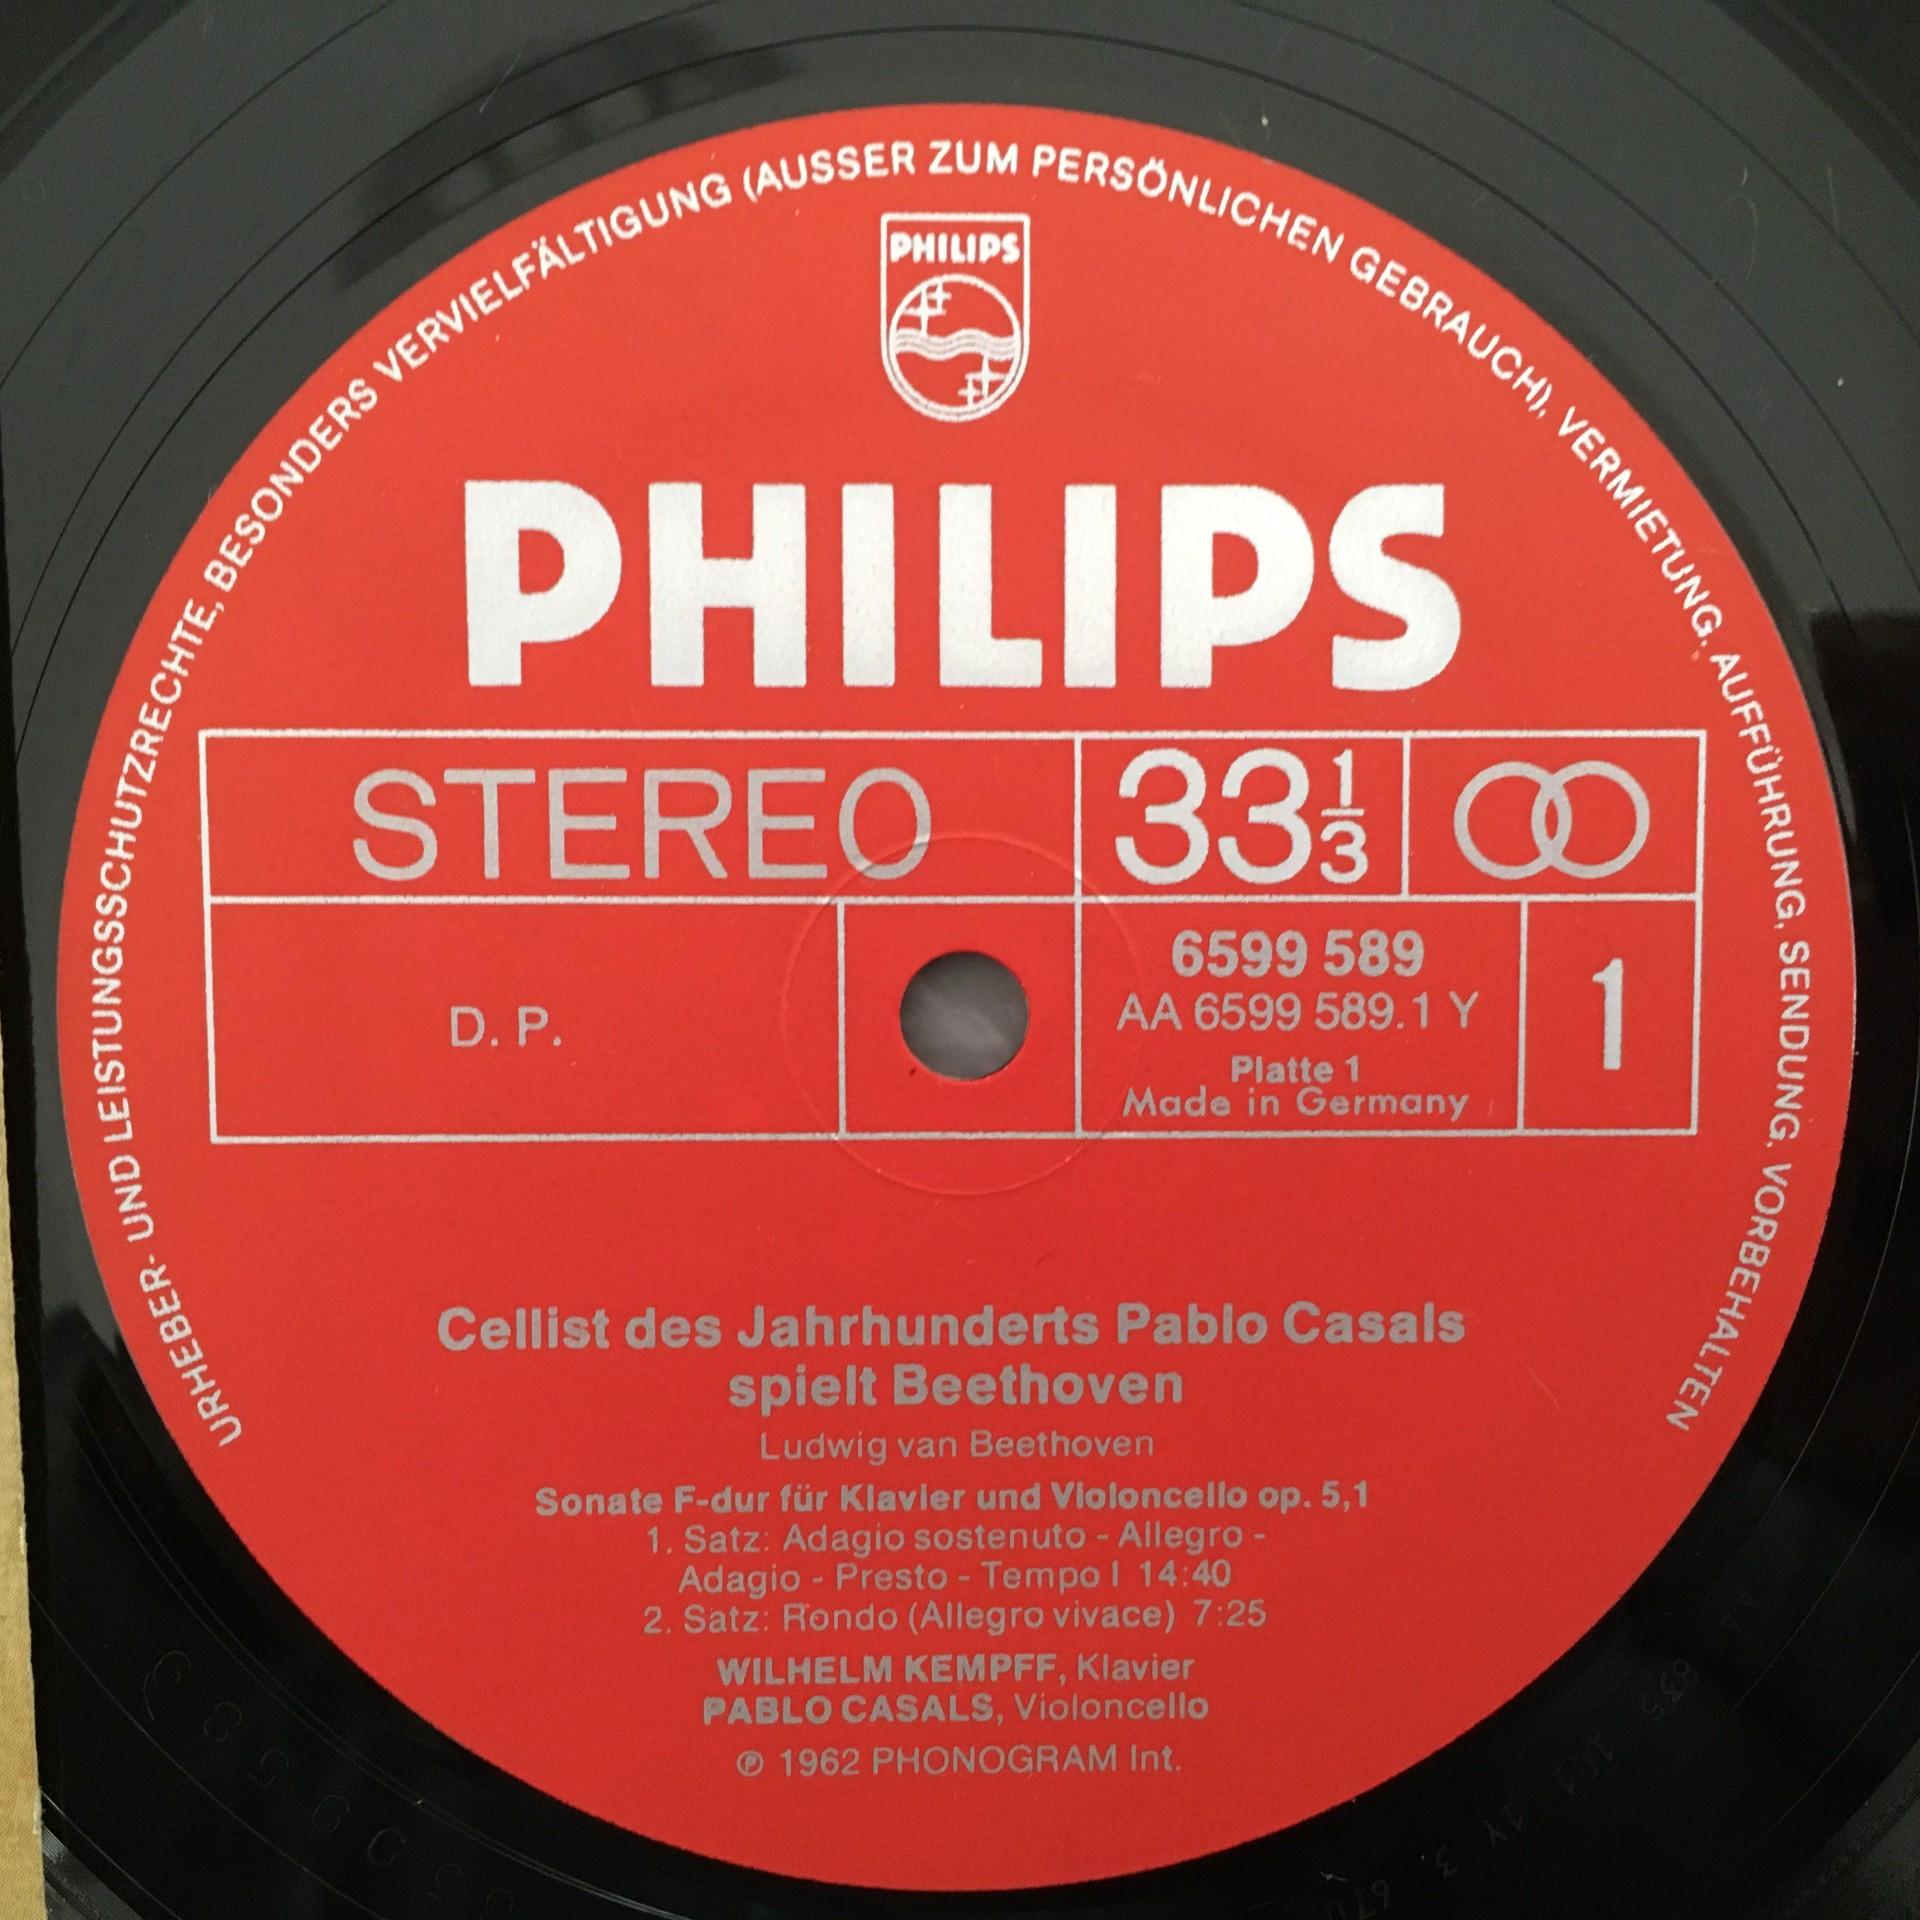 URHEBER- UND LEISTUNGSSCHUTZRECHTE, BESONDERS VERVIELFÄLTIGUNG (AUSSER ZUM PERSÖNLICHEN GEBRAUCH), VERMIETUNG, AUFFÜHRUNG, SENDUNG, VORBEHALTEN
PHILIPS
PHILIPS
STEREO
33 1/3
D. P.
6599 589
AA 6599 589.1 Y
Platte 1
Made in Germany
1
Cellist des Jahrhunderts Pablo Casals
spielt Beethoven
Ludwig van Beethoven
Sonate F-dur für Klavier und Violoncello op. 5,1
1. Satz: Adagio sostenuto - Allegro -
Adagio - Presto - Tempo I 14:40
2. Satz: Rondo (Allegro vivace) 7:25
WILHELM KEMPFF, Klavier
PABLO CASALS, Violoncello
℗ 1962 PHONOGRAM Int.